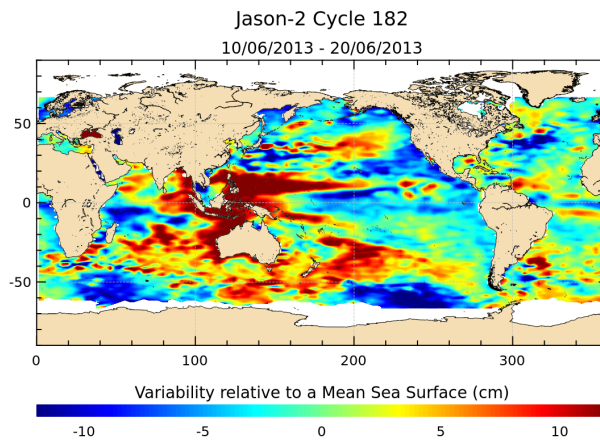 Jason-2 Cycle 182
10/06/2013 - 20/06/2013
50
0
-50
0 100 200 300
Variability relative to a Mean Sea Surface (cm)
-10 -5 0 5 10